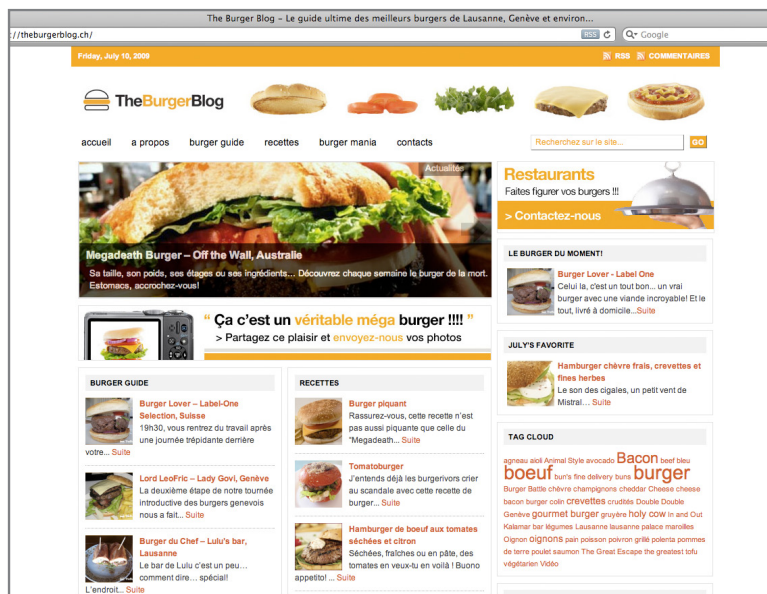 The Burger Blog – Le guide ultime des meilleurs burgers de Lausanne, Genève et environ...
://theburgerblog.ch/
RSS
Google
Friday, July 10, 2009
RSS
COMMENTAIRES
TheBurgerBlog
accueil
a propos
burger guide
recettes
burger mania
contacts
Recherchez sur le site...
GO
Actualités
Megadeath Burger – Off the Wall, Australie
Sa taille, son poids, ses étages ou ses ingrédients... Découvrez chaque semaine le burger de la mort.
Estomacs, accrochez-vous!
Restaurants
Faites figurer vos burgers !!!
> Contactez-nous
“ Ça c'est un véritable méga burger !!!! ”
> Partagez ce plaisir et envoyez-nous vos photos
BURGER GUIDE
Burger Lover – Label-One
Selection, Suisse
19h30, vous rentrez du travail après
une journée trépidante derrière
votre... Suite
Lord LeoFric – Lady Govi, Genève
La deuxième étape de notre tournée
introductive des burgers genevois
nous a fait... Suite
Burger du Chef – Lulu's bar,
Lausanne
Le bar de Lulu c'est un peu…
comment dire… spécial!
L'endroit... Suite
RECETTES
Burger piquant
Rassurez-vous, cette recette n'est
pas aussi piquante que celle du
“Megadeath... Suite
Tomatoburger
J'entends déjà les burgerivors crier
au scandale avec cette recette de
burger... Suite
Hamburger de boeuf aux tomates
séchées et citron
Séchées, fraîches ou en pâte, des
tomates en veux-tu en voilà ! Buono
appetito! ... Suite
LE BURGER DU MOMENT!
Burger Lover - Label One
Celui la, c'est un tout bon... un vrai
burger avec une viande incroyable! Et le
tout, livré à domicile...Suite
JULY'S FAVORITE
Hamburger chèvre frais, crevettes et
fines herbes
Le son des cigales, un petit vent de
Mistral… Suite
TAG CLOUD
agneau aioli Animal Style avocado Bacon beef bleu
boeuf bun's fine delivery buns burger
Burger Battle chèvre champignons cheddar Cheese cheese
bacon burger colin crevettes crudités Double Double
Genève gourmet burger gruyère holy cow In and Out
Kalamar bar légumes Lausanne lausanne palace maroilles
Oignon oignons pain poisson poivron grillé polenta pommes
de terre poulet saumon The Great Escape the greatest tofu
végétarien Vidéo